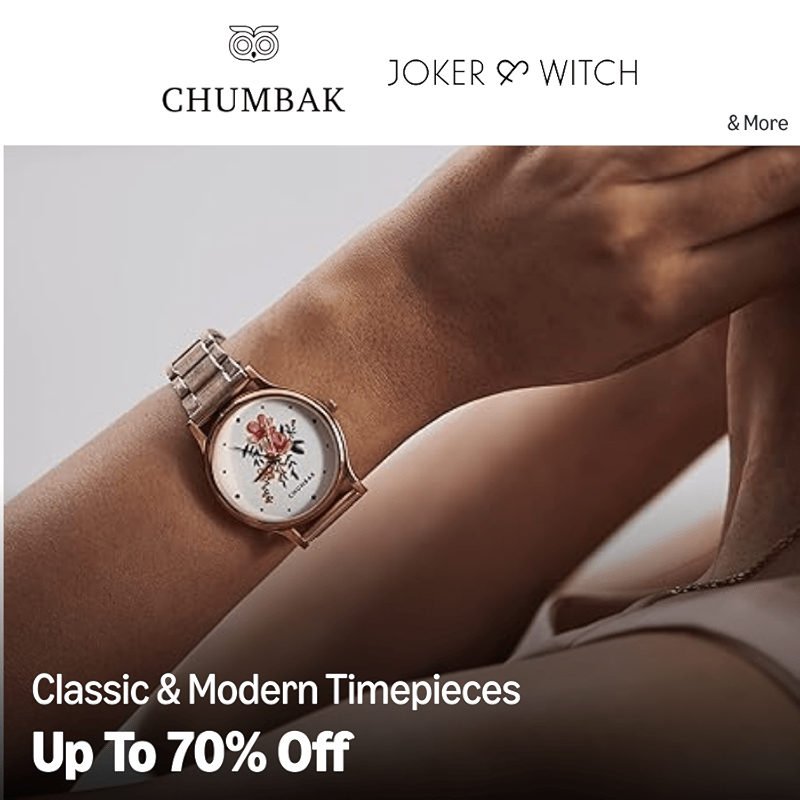 CHUMBAK
JOKER & WITCH
& More
CHUMBAK
Classic & Modern Timepieces
Up To 70% Off